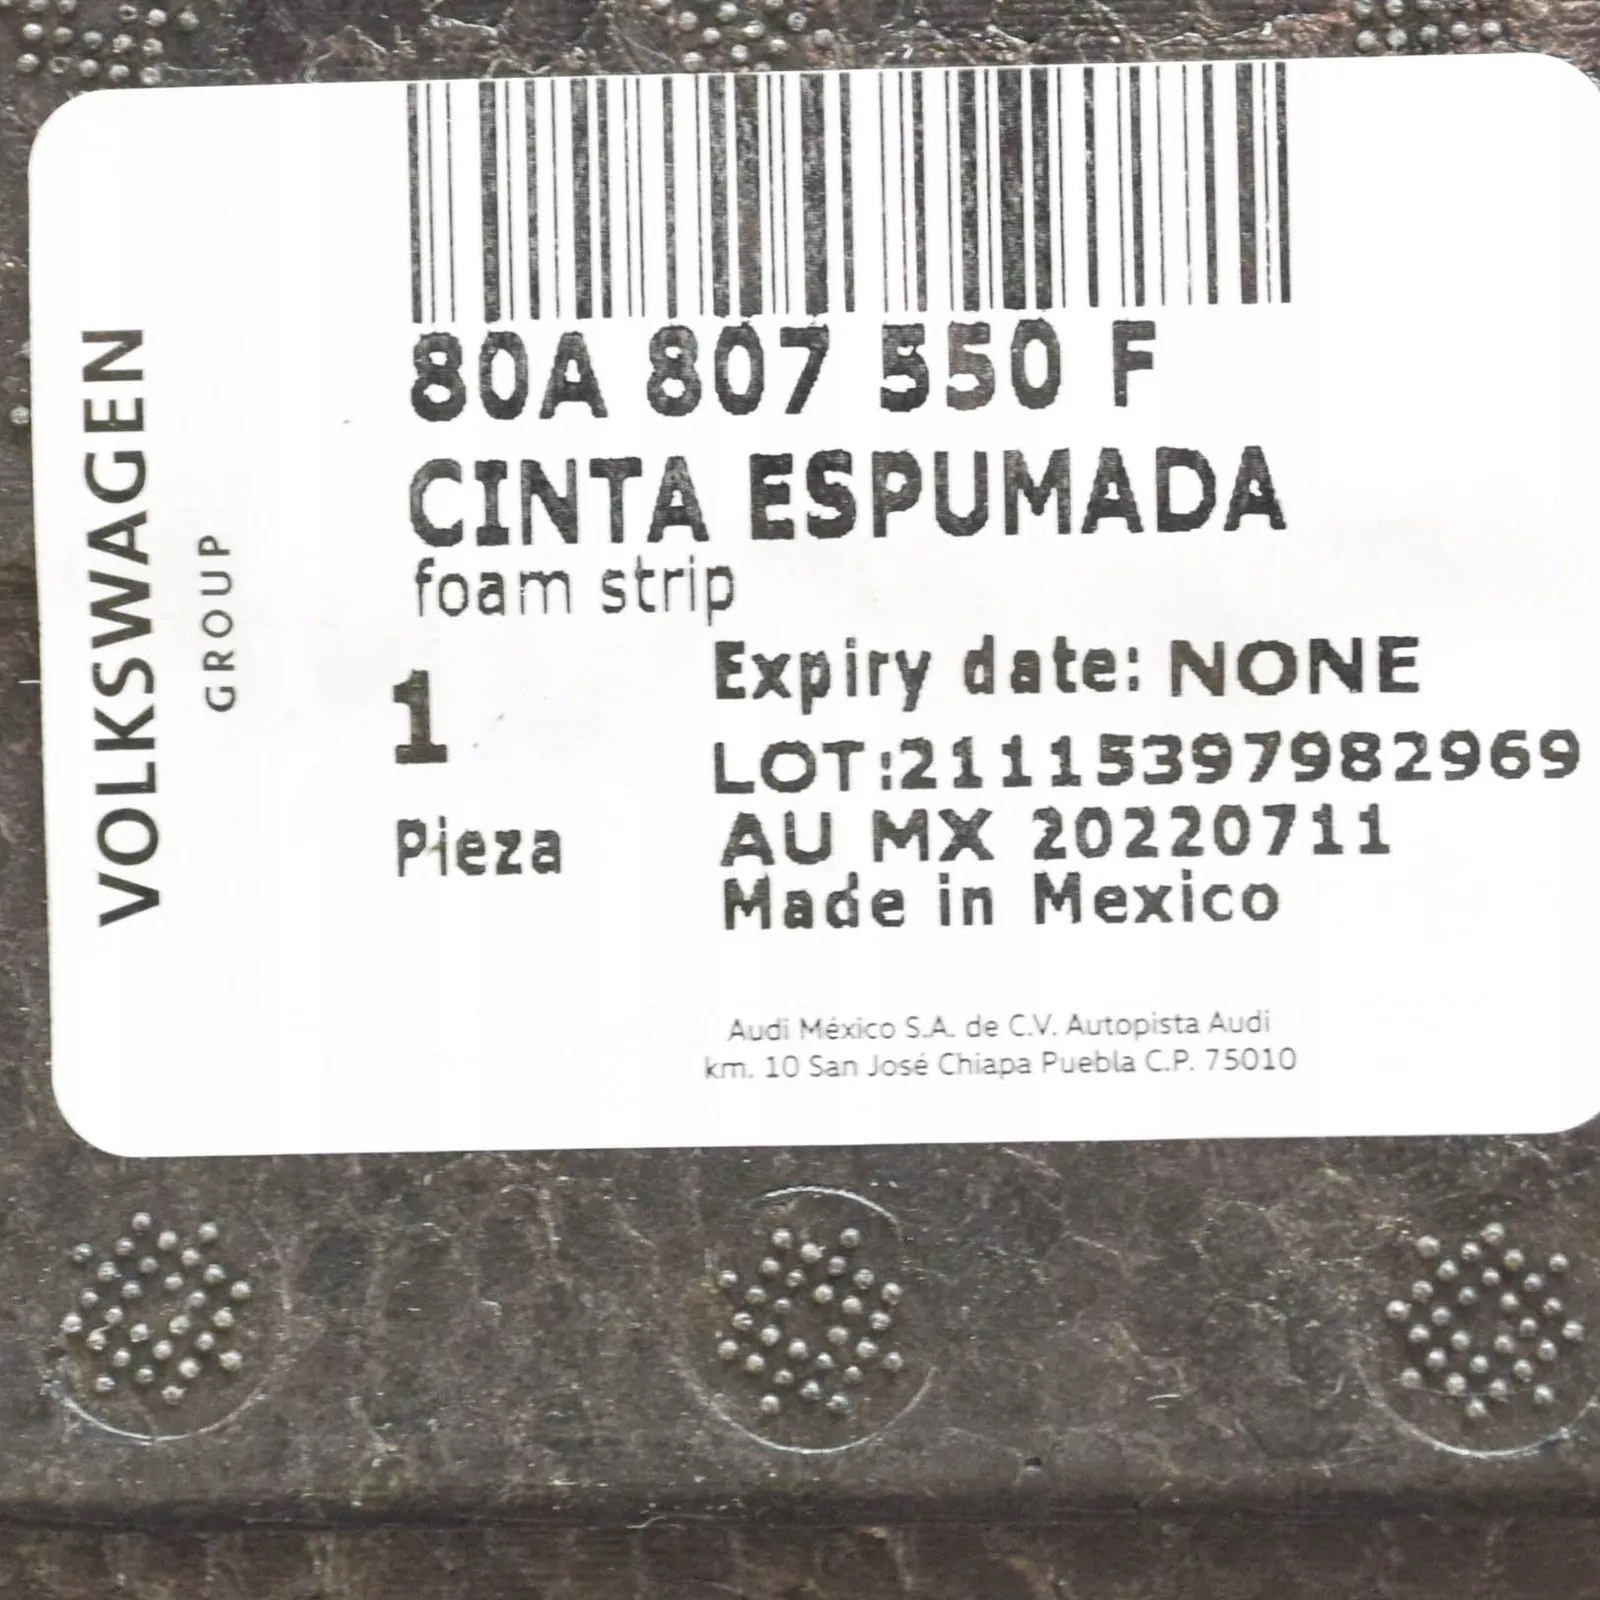 VOLKSWAGEN
GROUP
80A 807 550 F
CINTA ESPUMADA
foam strip
1
Pieza
Expiry date: NONE
LOT:21115397982969
AU MX 20220711
Made in Mexico
Audi México S.A. de C.V. Autopista Audi
km. 10 San José Chiapa Puebla C.P. 75010